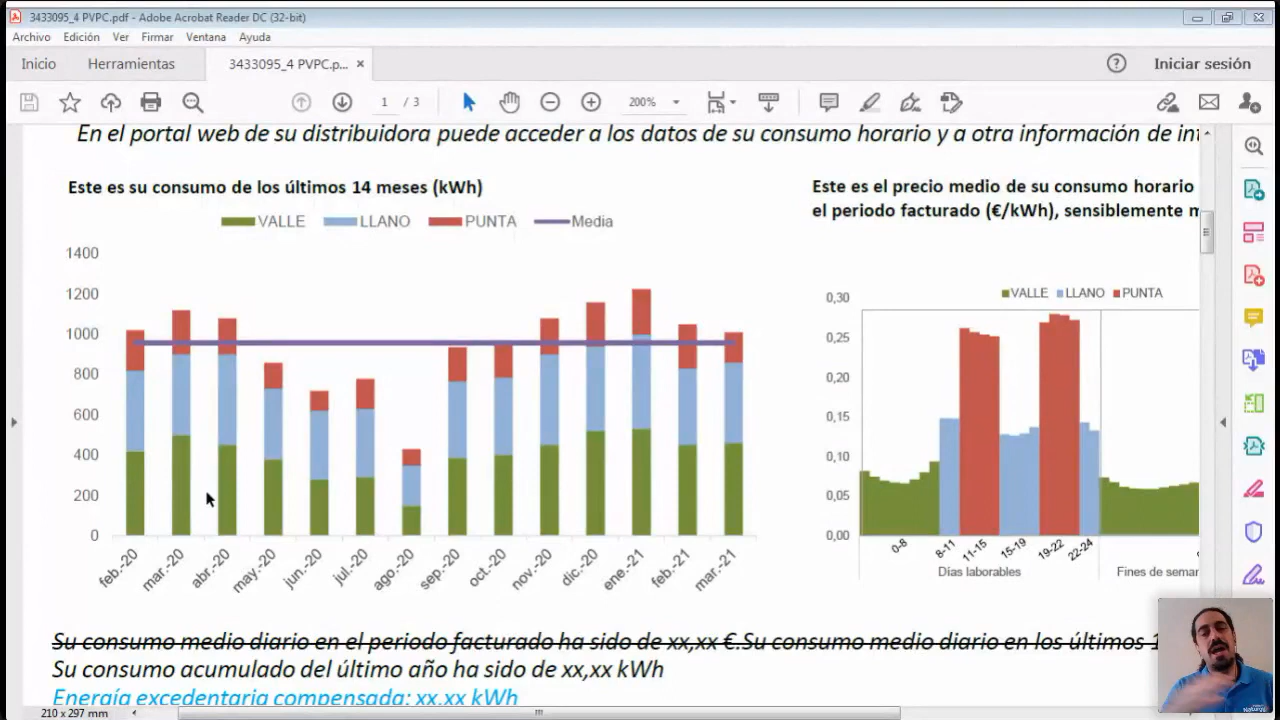 3433095_4 PVPC.pdf - Adobe Acrobat Reader DC (32-bit)
Archivo Edición Ver Firmar Ventana Ayuda
Inicio Herramientas 3433095_4 PVPC.p... × Iniciar sesión
1 / 3 200%
En el portal web de su distribuidora puede acceder a los datos de su consumo horario y a otra información de int
Este es su consumo de los últimos 14 meses (kWh)
VALLE LLANO PUNTA Media
1400
1200
1000
800
600
400
200
0
feb.-20 mar.-20 abr.-20 may.-20 jun.-20 jul.-20 ago.-20 sep.-20 oct.-20 nov.-20 dic.-20 ene.-21 feb.-21 mar.-21
Este es el precio medio de su consumo horario
el periodo facturado (€/kWh), sensiblemente m
VALLE LLANO PUNTA
0,30
0,25
0,20
0,15
0,10
0,05
0,00
0-8 8-11 11-15 15-19 19-22 22-24
Días laborables Fines de semar
Su consumo medio diario en el periodo facturado ha sido de xx,xx €.Su consumo medio diario en los últimos 1
Su consumo acumulado del último año ha sido de xx,xx kWh
Energía excedentaria compensada: xx,xx kWh
210 x 297 mm